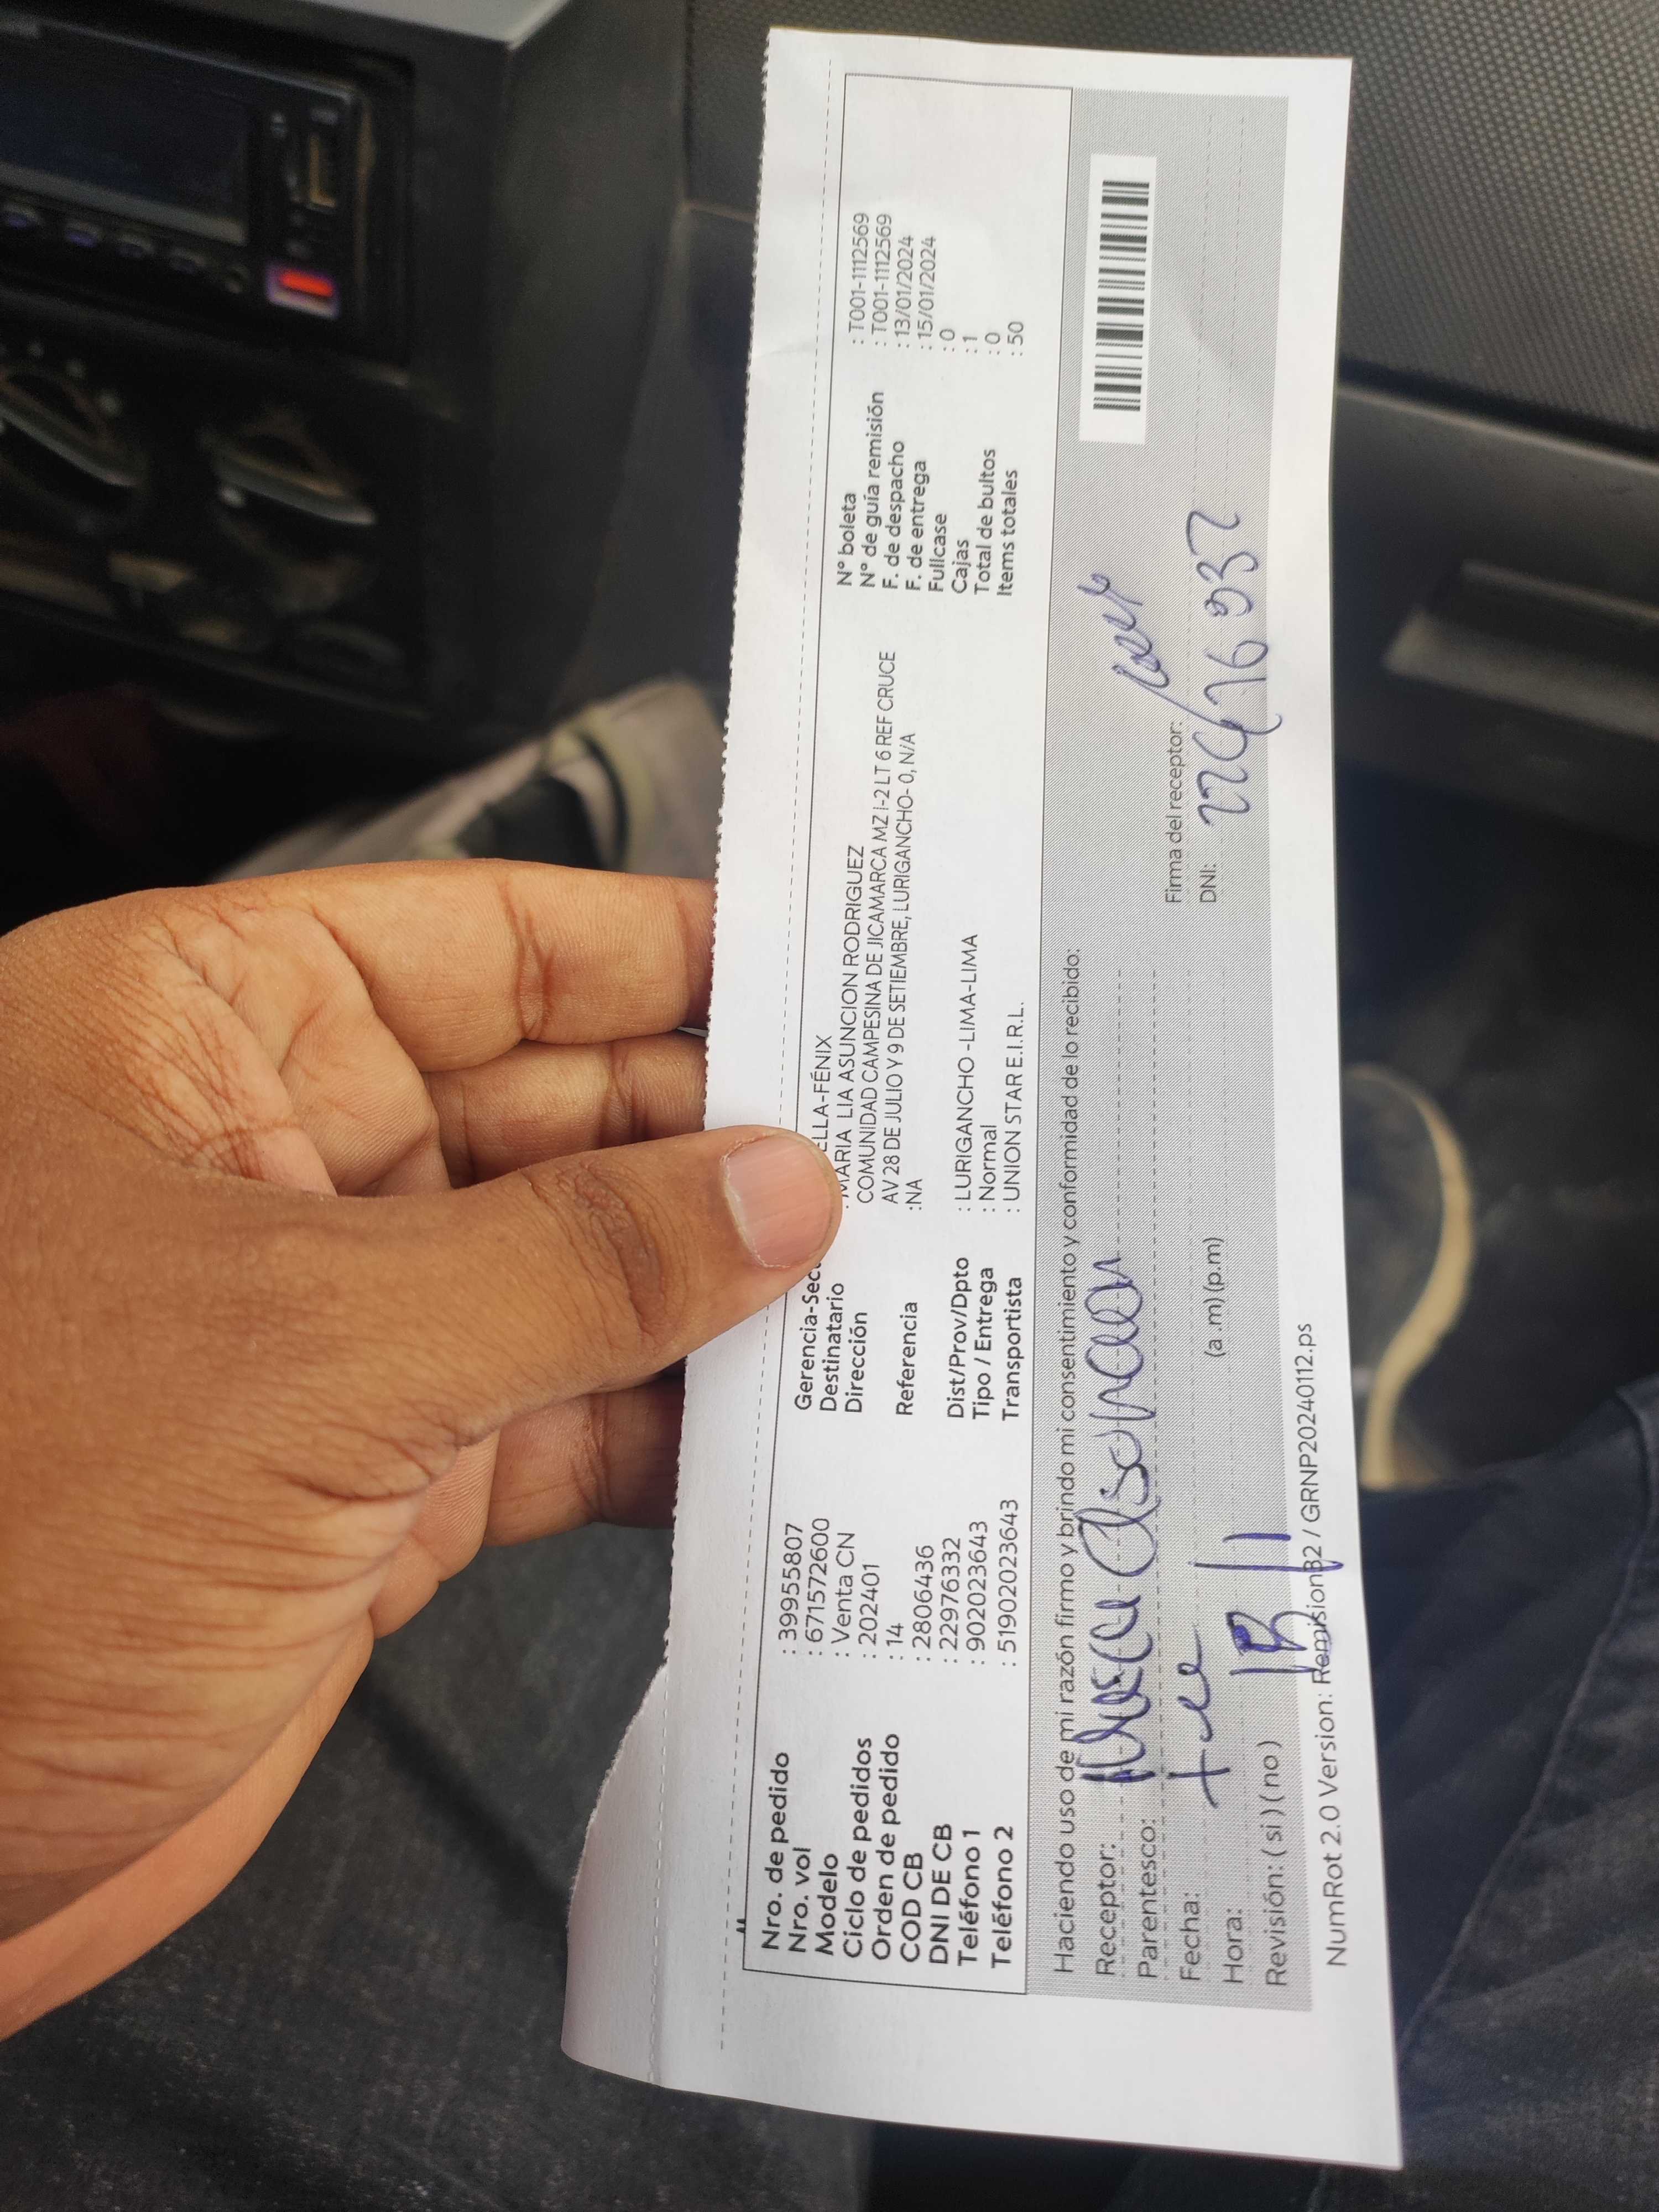 Nro. de pedido : 39955807
Nro. vol : 671572600
Modelo : Venta CN
Ciclo de pedidos : 202401
Orden de pedido : 14
COD CB : 2806436
DNI DE CB : 22976332
Teléfono 1 : 902023643
Teléfono 2 : 51902023643
Gerencia-Sec ELLA-FÉNIX
Destinatario : MARIA LIA ASUNCION RODRIGUEZ
Dirección COMUNIDAD CAMPESINA DE JICAMARCA MZ I-2 LT 6 REF CRUCE
AV 28 DE JULIO Y 9 DE SETIEMBRE, LURIGANCHO- 0, N/A
Referencia :NA
Dist/Prov/Dpto : LURIGANCHO -LIMA-LIMA
Tipo / Entrega : Normal
Transportista : UNION STAR E.I.R.L.
N° boleta : T001-1112569
N° de guía remisión : T001-1112569
F. de despacho : 13/01/2024
F. de entrega : 15/01/2024
Fullcase : 0
Cajas : 1
Total de bultos : 0
Items totales : 50
Haciendo uso de mi razón firmo y brindo mi consentimiento y conformidad de lo recibido:
Receptor:
Parentesco:
Fecha:
Hora: (a.m) (p.m)
Revisión: ( si ) ( no )
Firma del receptor:
DNI:
NumRot 2.0 Version: Remision32 / GRNP20240112.ps